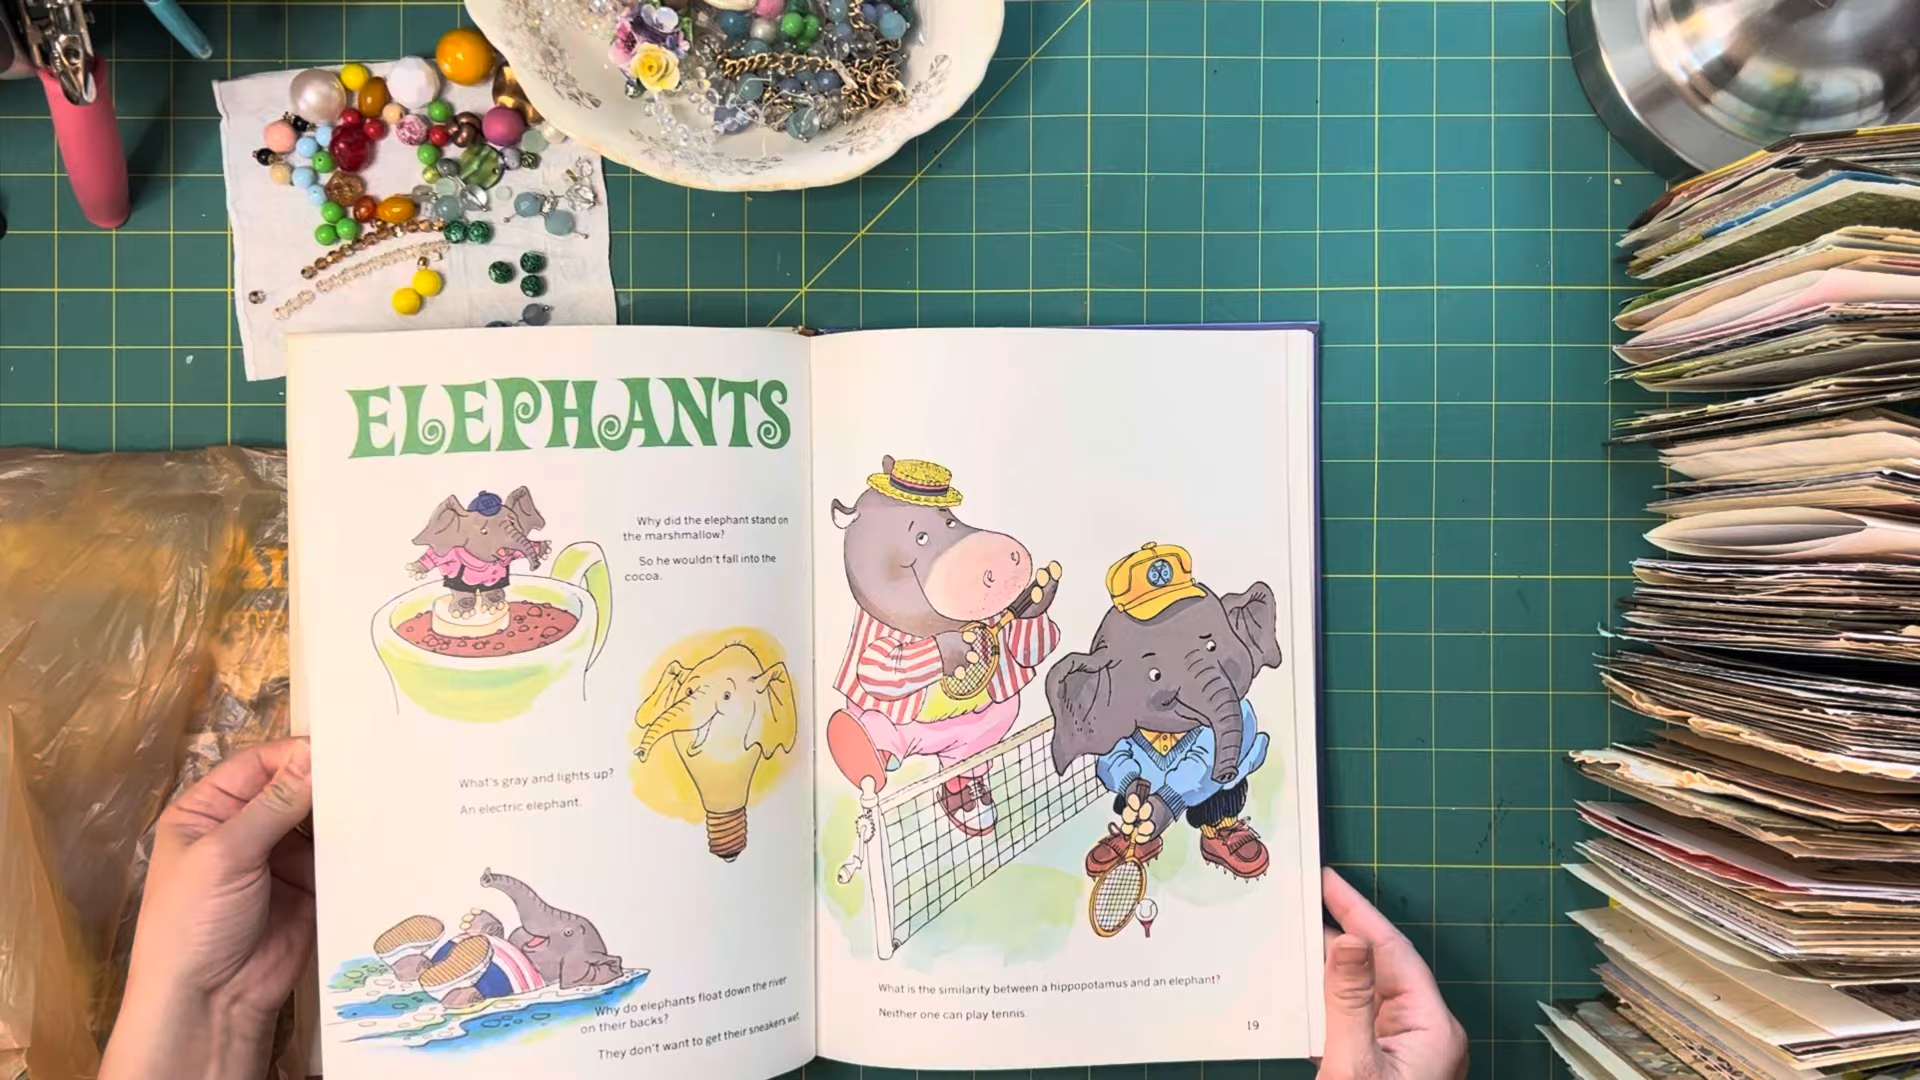 ELEPHANTS
Why did the elephant stand on
the marshmallow?
So he wouldn't fall into the
cocoa.
What's gray and lights up?
An electric elephant.
Why do elephants float down the river
on their backs?
They don't want to get their sneakers wet.
What is the similarity between a hippopotamus and an elephant?
Neither one can play tennis.
19